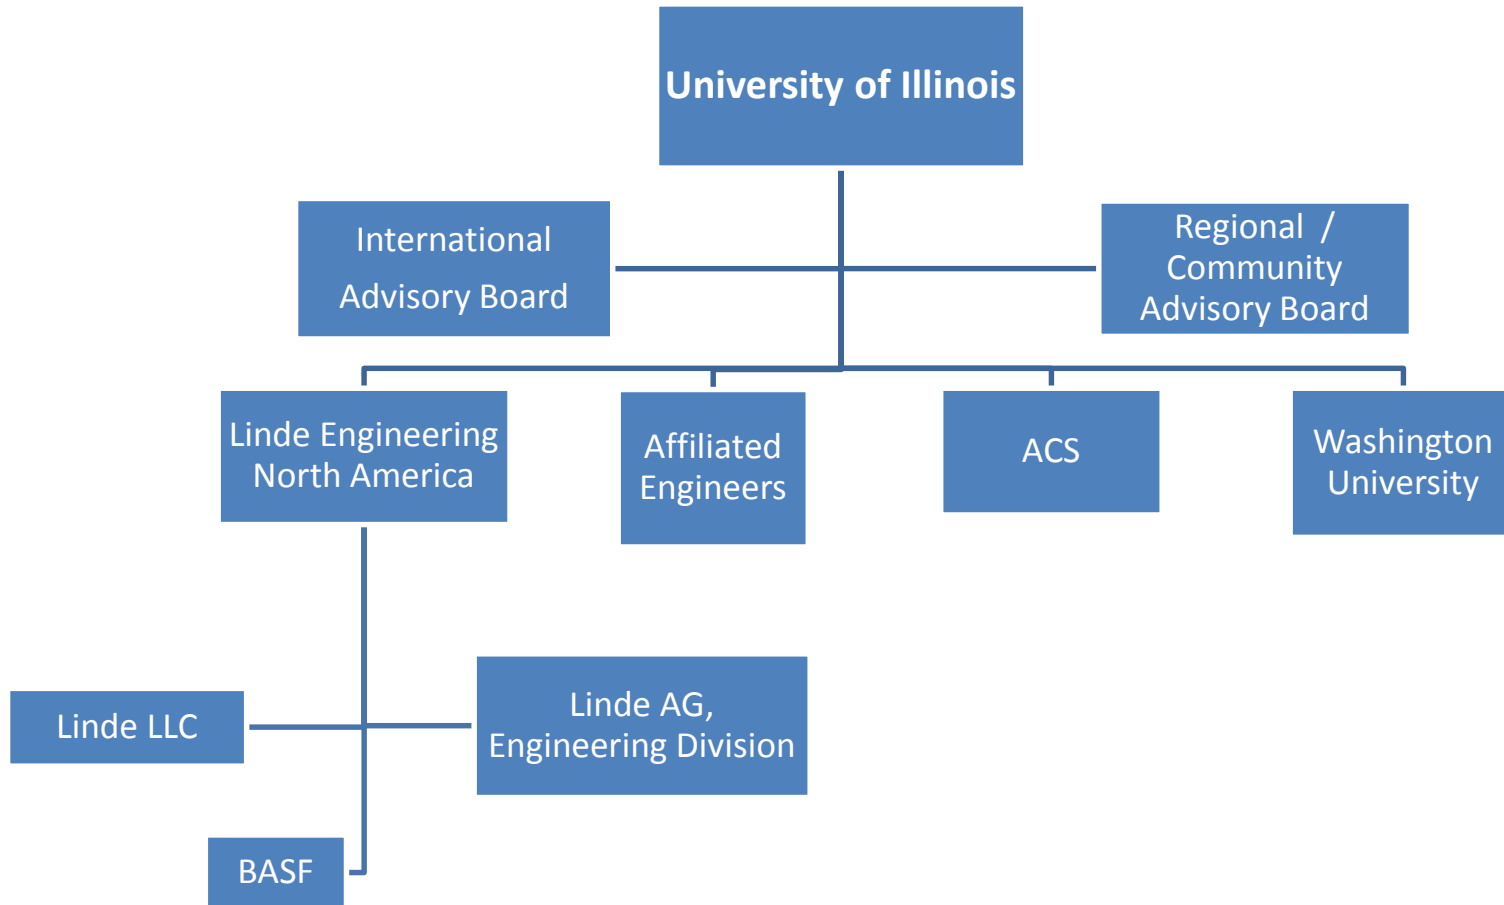 University of Illinois
International
Advisory Board
Regional /
Community
Advisory Board
Linde Engineering
North America
Affiliated
Engineers
ACS
Washington
University
Linde LLC
Linde AG,
Engineering Division
BASF